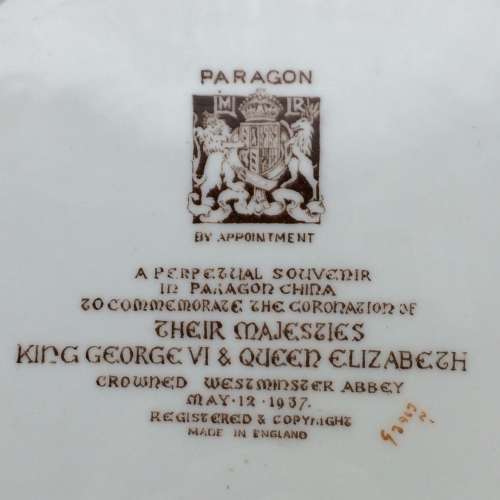 PARAGON
M R
BY APPOINTMENT
A PERPETUAL SOUVENIR
IN PARAGON CHINA
TO COMMEMORATE THE CORONATION OF
THEIR MAJESTIES
KING GEORGE VI & QUEEN ELIZABETH
CROWNED WESTMINSTER ABBEY
MAY·12·1937.
REGISTERED & COPYRIGHT
MADE IN ENGLAND